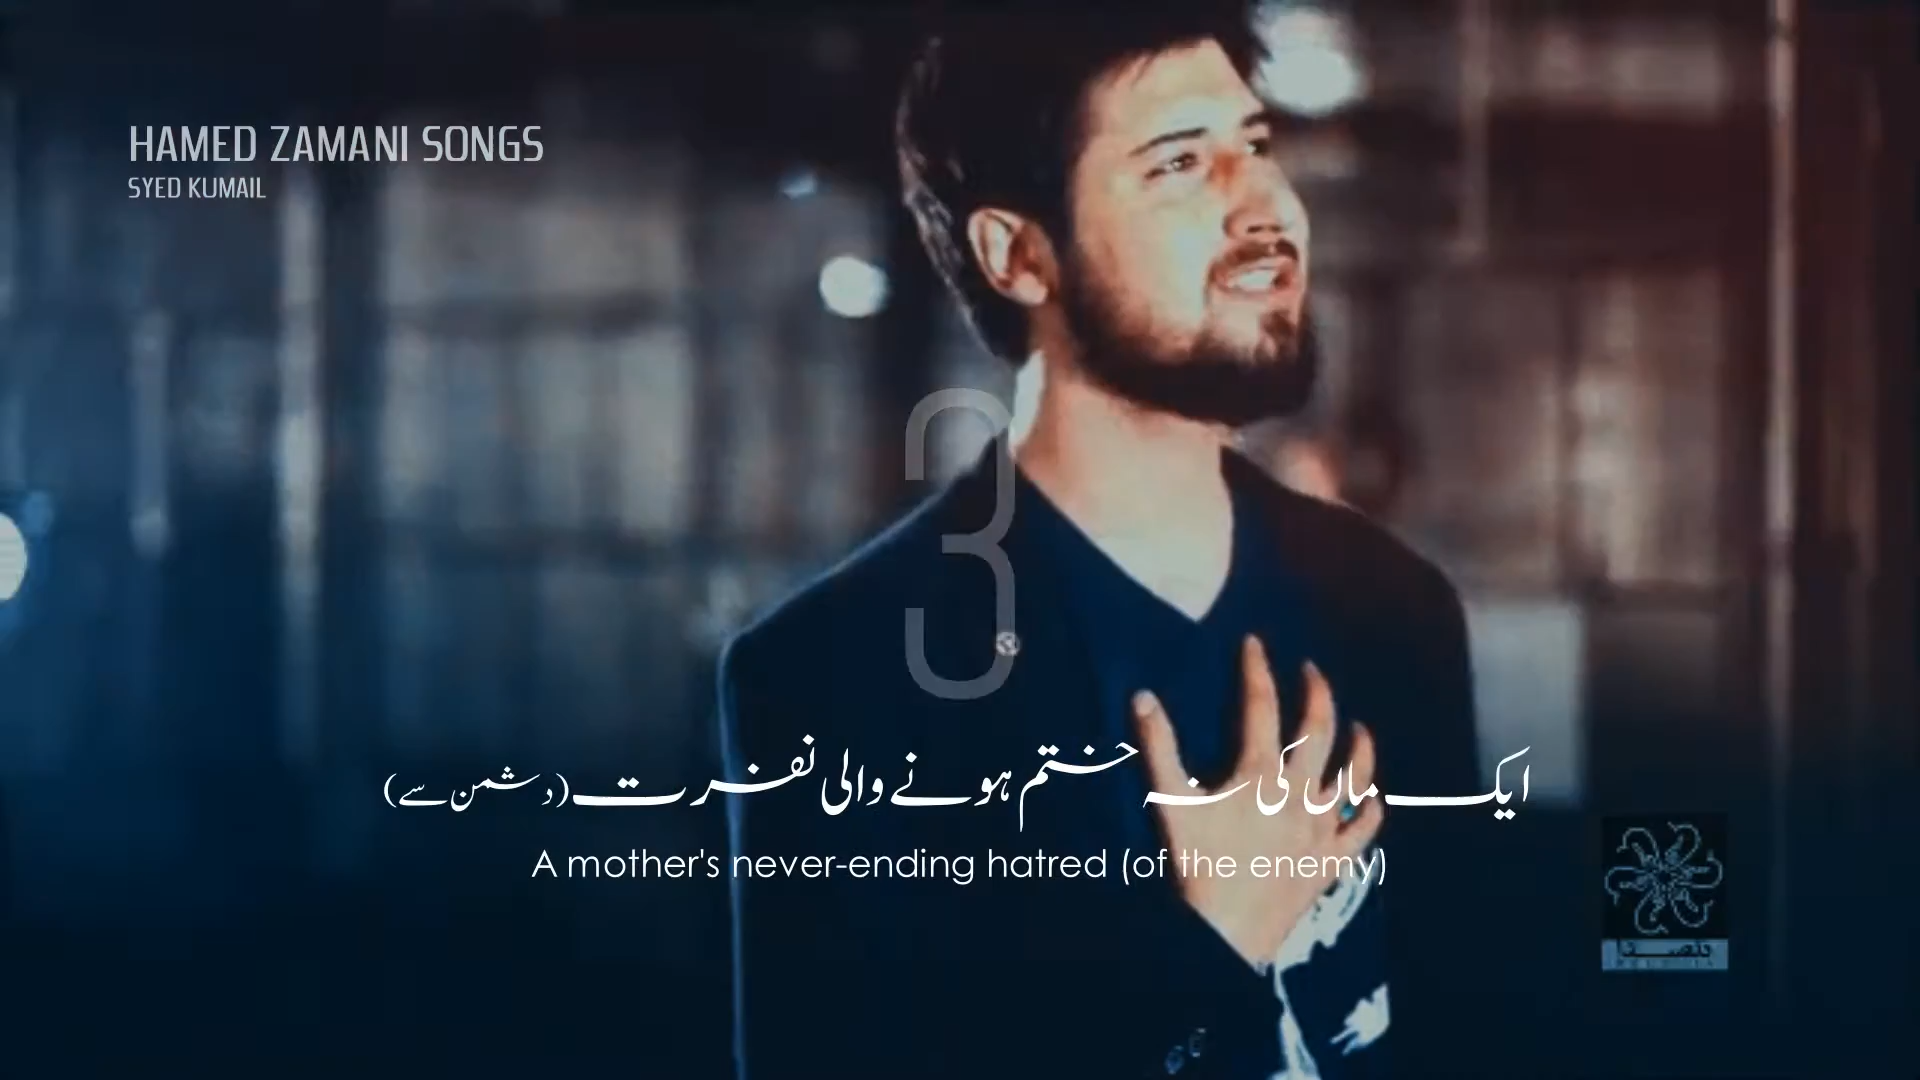 HAMED ZAMANI SONGS
SYED KUMAIL
3
ایک ماں کی نہ ختم ہونے والی نفرت (دشمن سے)
A mother's never-ending hatred (of the enemy)